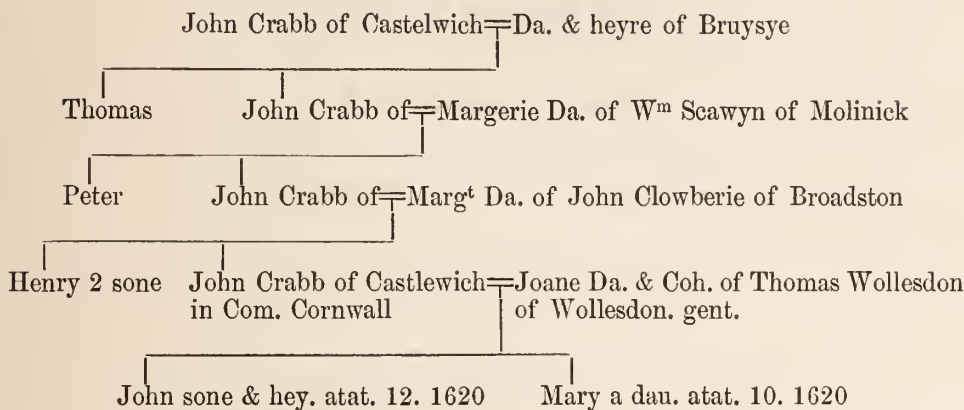 John Crabb of Castelwich Da. & heyre of Bruysye
Thomas John Crabb of Margerie Da. of Wᵐ Scawyn of Molinick
Peter John Crabb of Margᵗ Da. of John Clowberie of Broadston
Henry 2 sone John Crabb of Castlewich Joane Da. & Coh. of Thomas Wollesdon
in Com. Cornwall of Wollesdon. gent.
John sone & hey. atat. 12. 1620 Mary a dau. atat. 10. 1620